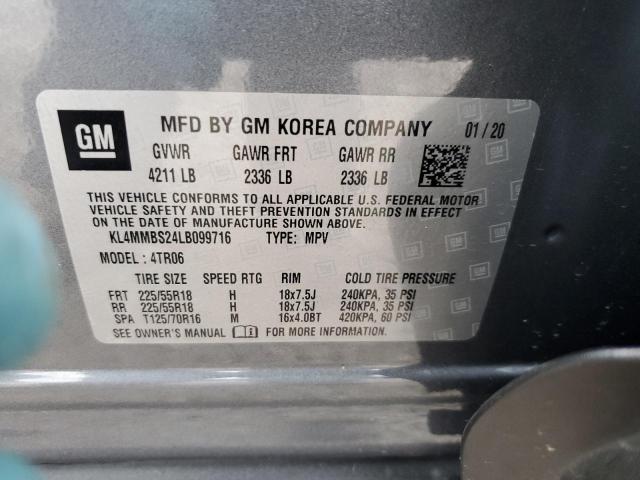 GM MFD BY GM KOREA COMPANY 01/20
GVWR GAWR FRT GAWR RR
4211 LB 2336 LB 2336 LB
THIS VEHICLE CONFORMS TO ALL APPLICABLE U.S. FEDERAL MOTOR
VEHICLE SAFETY AND THEFT PREVENTION STANDARDS IN EFFECT
ON THE DATE OF MANUFACTURE SHOWN ABOVE.
KL4MMBS24LB099716 TYPE: MPV
MODEL: 4TR06
TIRE SIZE SPEED RTG RIM COLD TIRE PRESSURE
FRT 225/55R18 H 18x7.5J 240KPA, 35 PSI
RR 225/55R18 H 18x7.5J 240KPA, 35 PSI
SPA T125/70R16 M 16x4.0BT 420KPA, 60 PSI
SEE OWNER'S MANUAL FOR MORE INFORMATION.